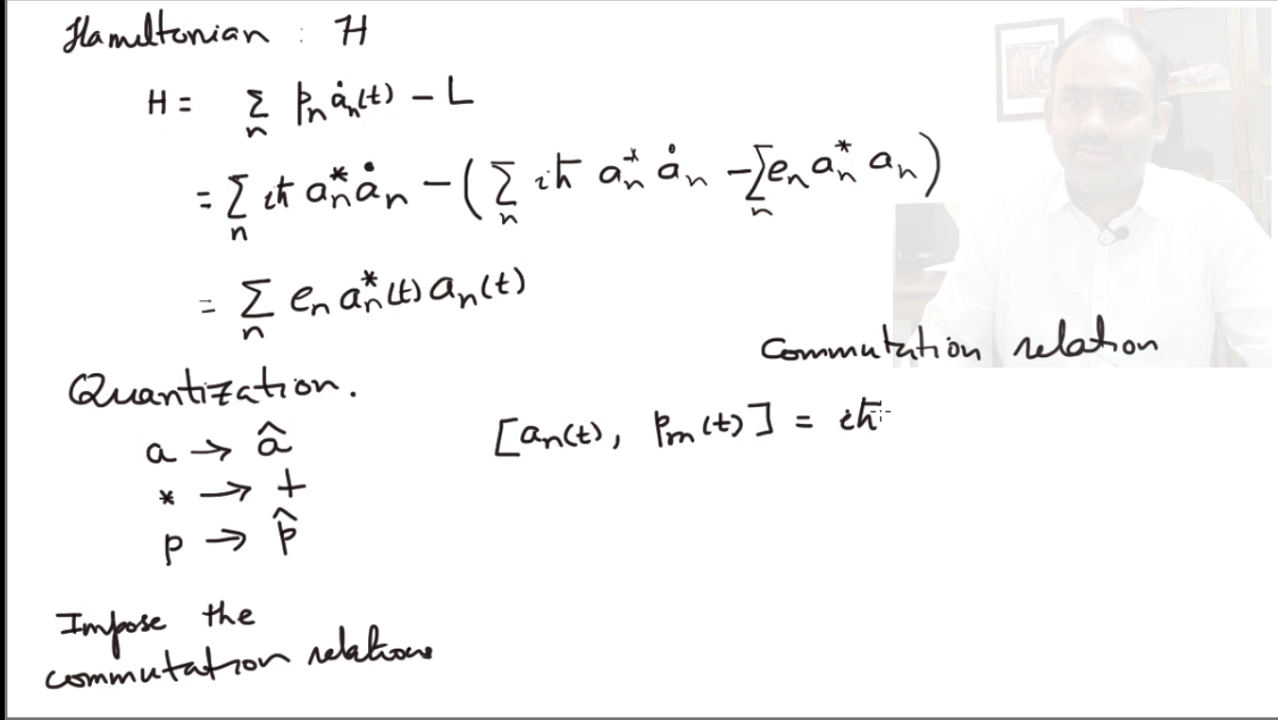 Hamiltonian : H
H = Σ_n p_n ȧ_n(t) − L
= Σ_n iħ a_n^* ȧ_n − ( Σ_n iħ a_n^* ȧ_n − Σ_n e_n a_n^* a_n )
= Σ_n e_n a_n^*(t) a_n(t)
Quantization.
a → â
* → +
p → p̂
Impose the
commutation relations
Commutation relation
[a_n(t), p_m(t)] = iħ